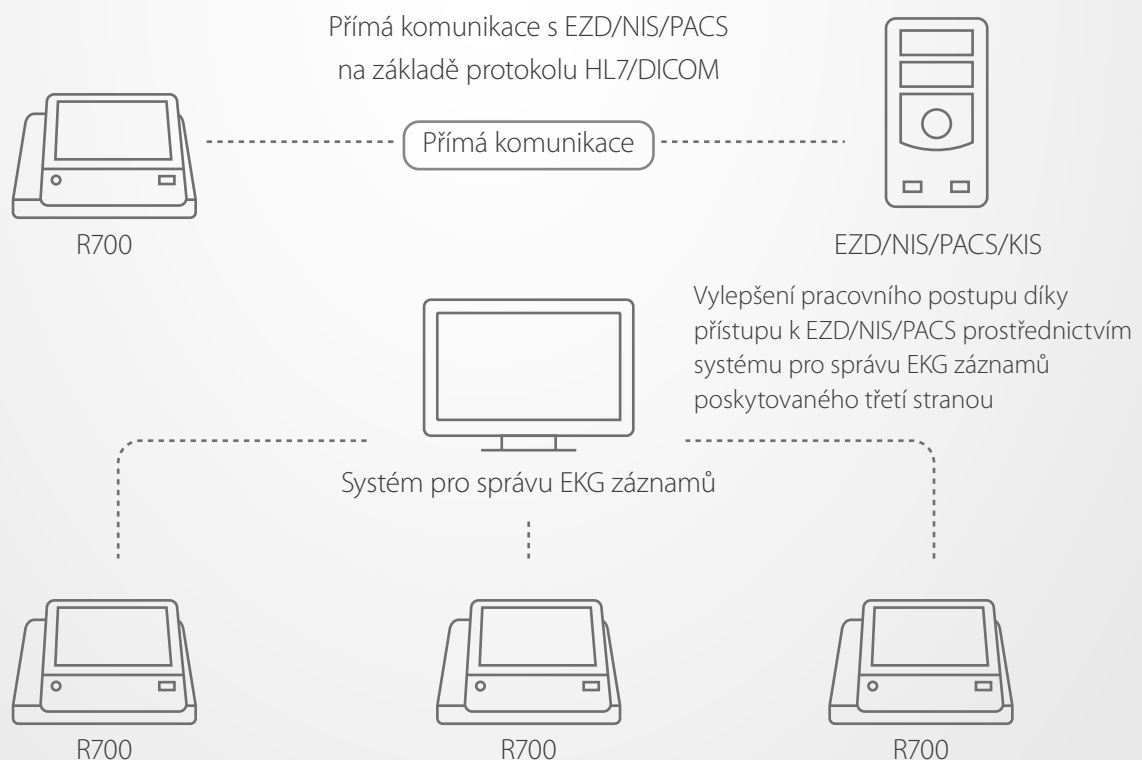 Přímá komunikace s EZD/NIS/PACS
na základě protokolu HL7/DICOM
Přímá komunikace
R700
EZD/NIS/PACS/KIS
Vylepšení pracovního postupu díky
přístupu k EZD/NIS/PACS prostřednictvím
systému pro správu EKG záznamů
poskytovaného třetí stranou
Systém pro správu EKG záznamů
R700
R700
R700